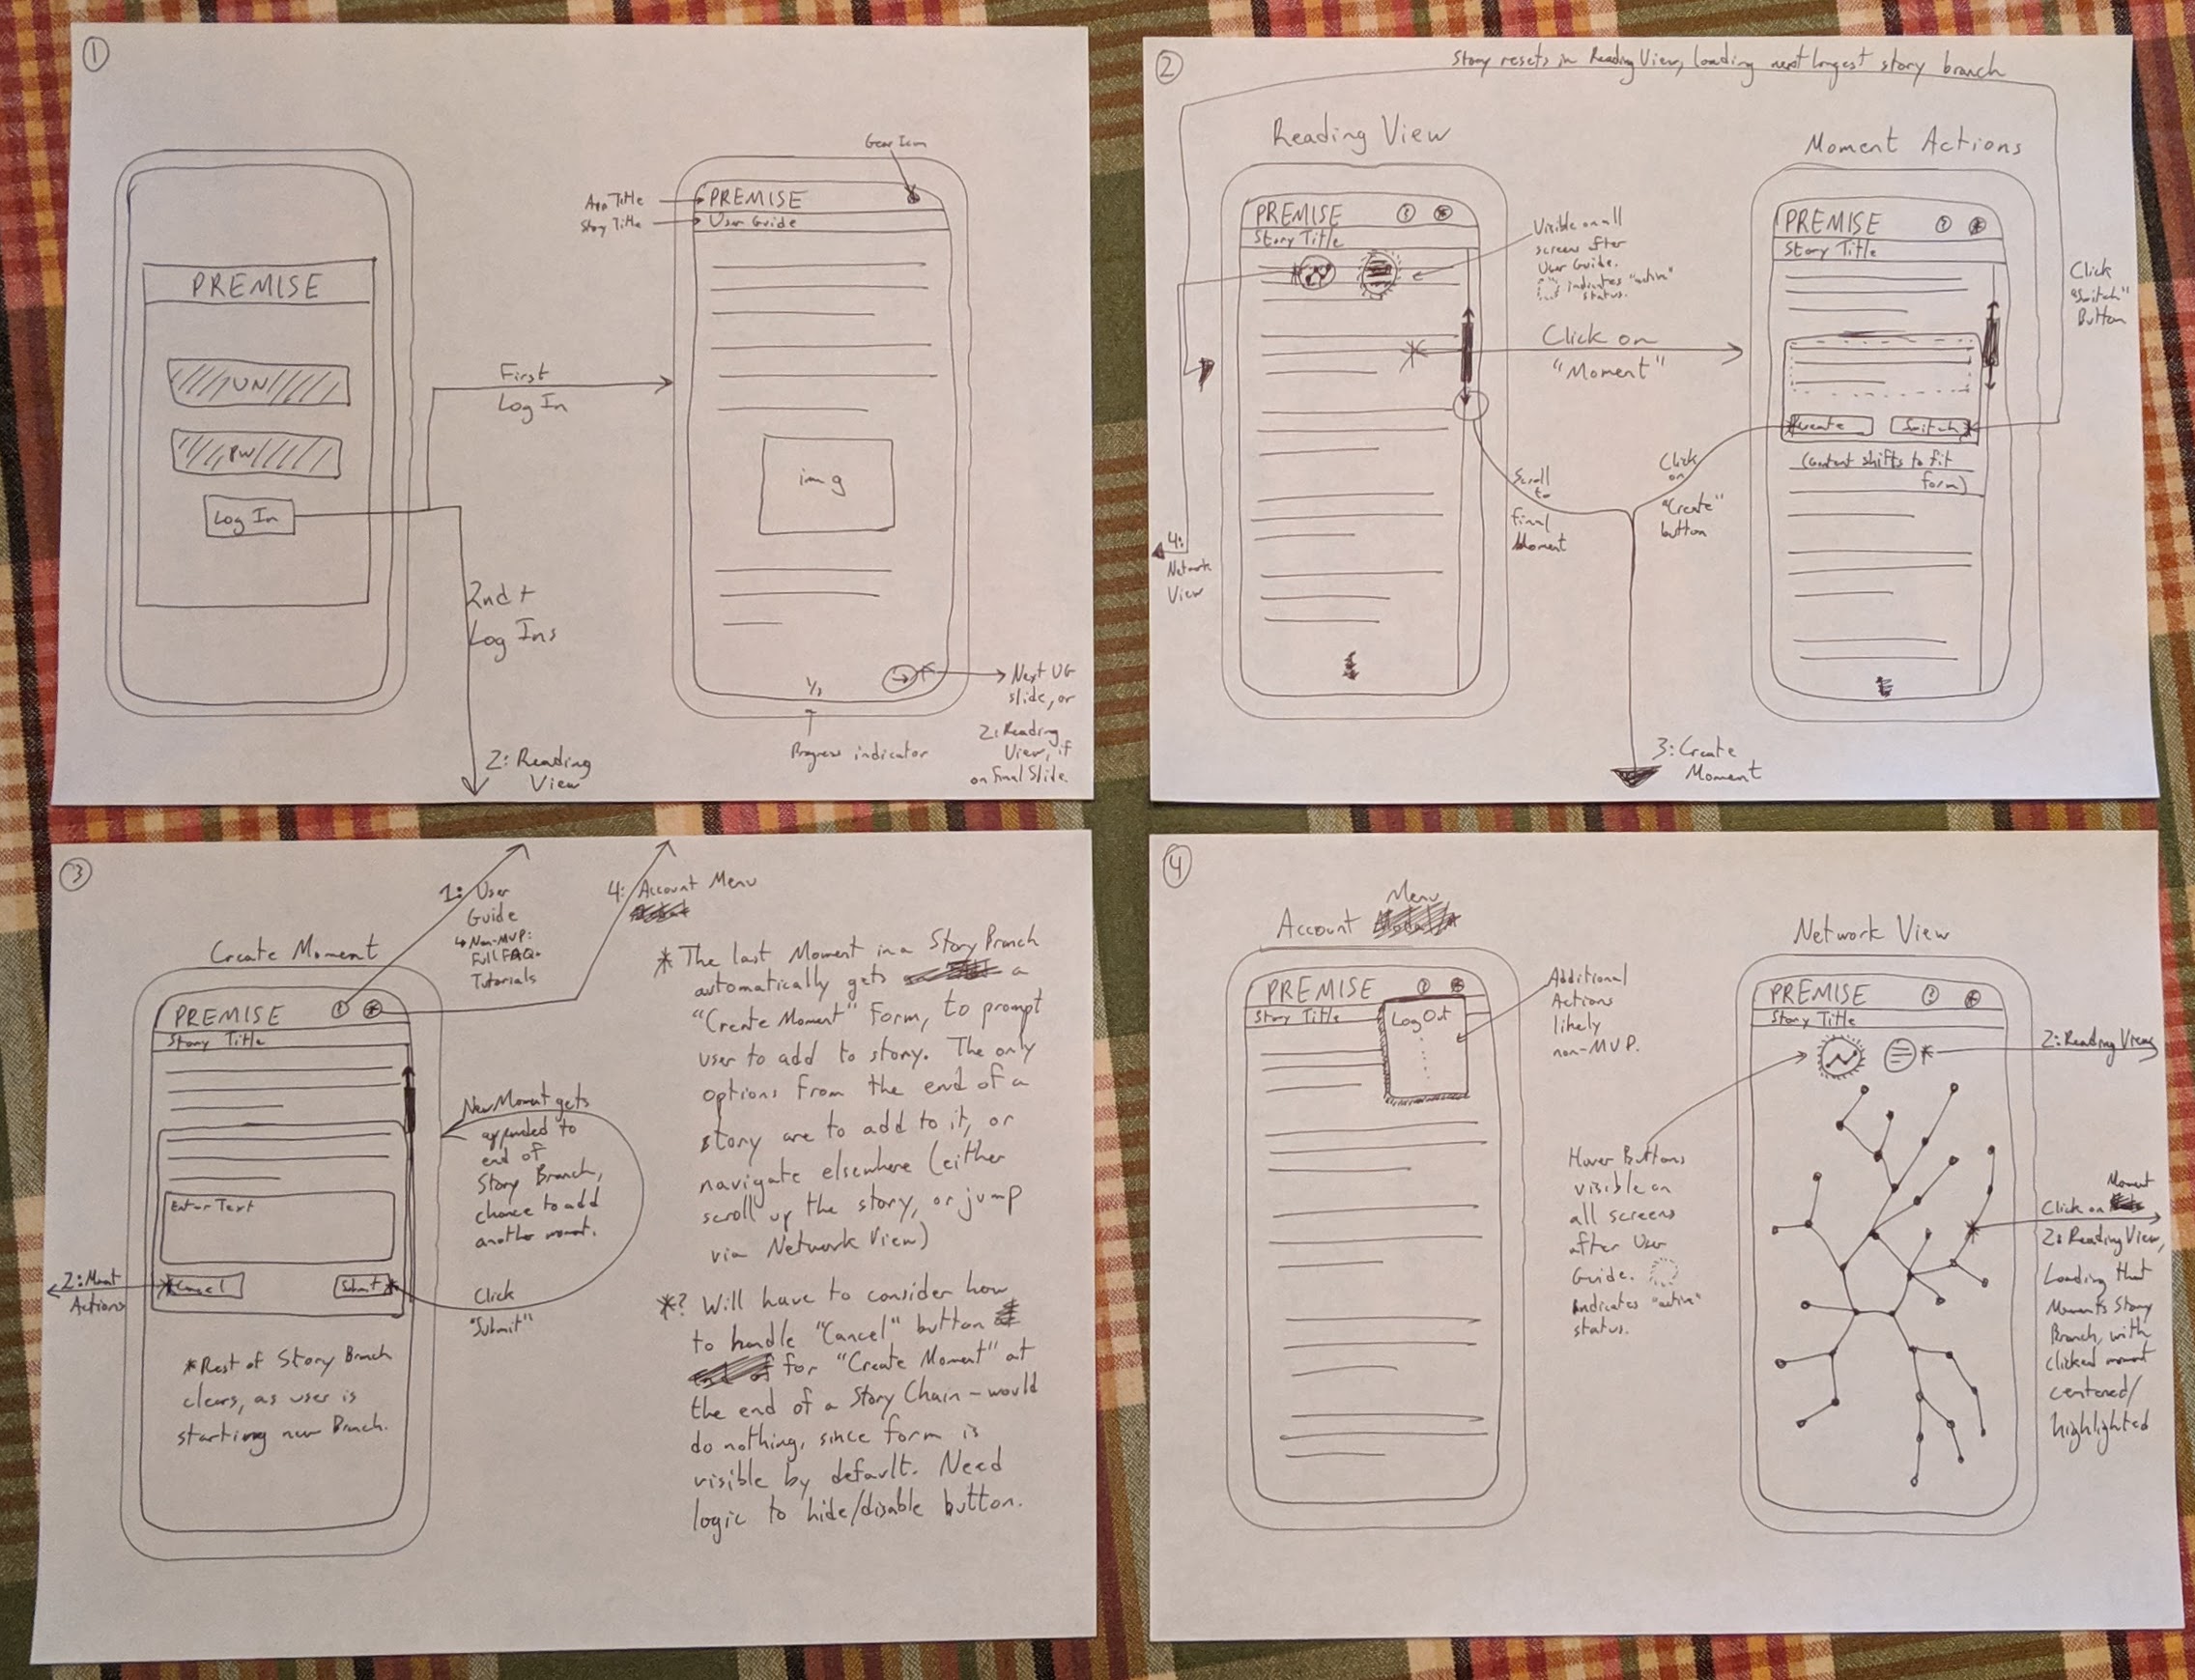 1
Gear Icon
App Title
Story Title
PREMISE
User Guide
PREMISE
UN
PW
Log In
First
Log In
img
2nd +
Log Ins
2: Reading
View
1/3
Progress indicator
Next UG
slide, or
2: Reading
View, if
on Final Slide
2
Story resets in Reading View, loading next longest story branch
Reading View
PREMISE
?
Story Title
Visible on all
screens after
User Guide.
indicates "active"
status.
Click on
"Moment"
Scroll
to
final
Moment
4:
Network
View
Moment Actions
PREMISE
?
Story Title
Click
"Switch"
Button
Create
Switch
(Content shifts to fit
form)
Click
on
"Create"
button
3: Create
Moment
3
1: User
Guide
↳ Non-MVP:
Full FAQ.
Tutorials
4: Account Menu
Create Moment
PREMISE
?
Story Title
Enter Text
Cancel
Submit
2: Momt
Actions
New Moment gets
appended to
end of
Story Branch,
chance to add
another moment.
Click
"Submit"
*Rest of Story Branch
clears, as user is
starting new Branch.
* The last Moment in a Story Branch
automatically gets a
"Create Moment" Form, to prompt
user to add to story. The only
options from the end of a
story are to add to it, or
navigate elsewhere (either
scroll up the story, or jump
via Network View)
*? Will have to consider how
to handle "Cancel" button
for "Create Moment" at
the end of a Story Chain - would
do nothing, since form is
visible by default. Need
logic to hide/disable button.
4
Account Menu
PREMISE
?
Story Title
Log Out
Additional
Actions
likely
non-MVP.
Hover Buttons
visible on
all screens
after User
Guide.
Indicates "active"
status.
Network View
PREMISE
?
Story Title
2: Reading View
Click on Moment
2: Reading View,
Loading that
Moments Story
Branch, with
clicked moment
centered/
highlighted